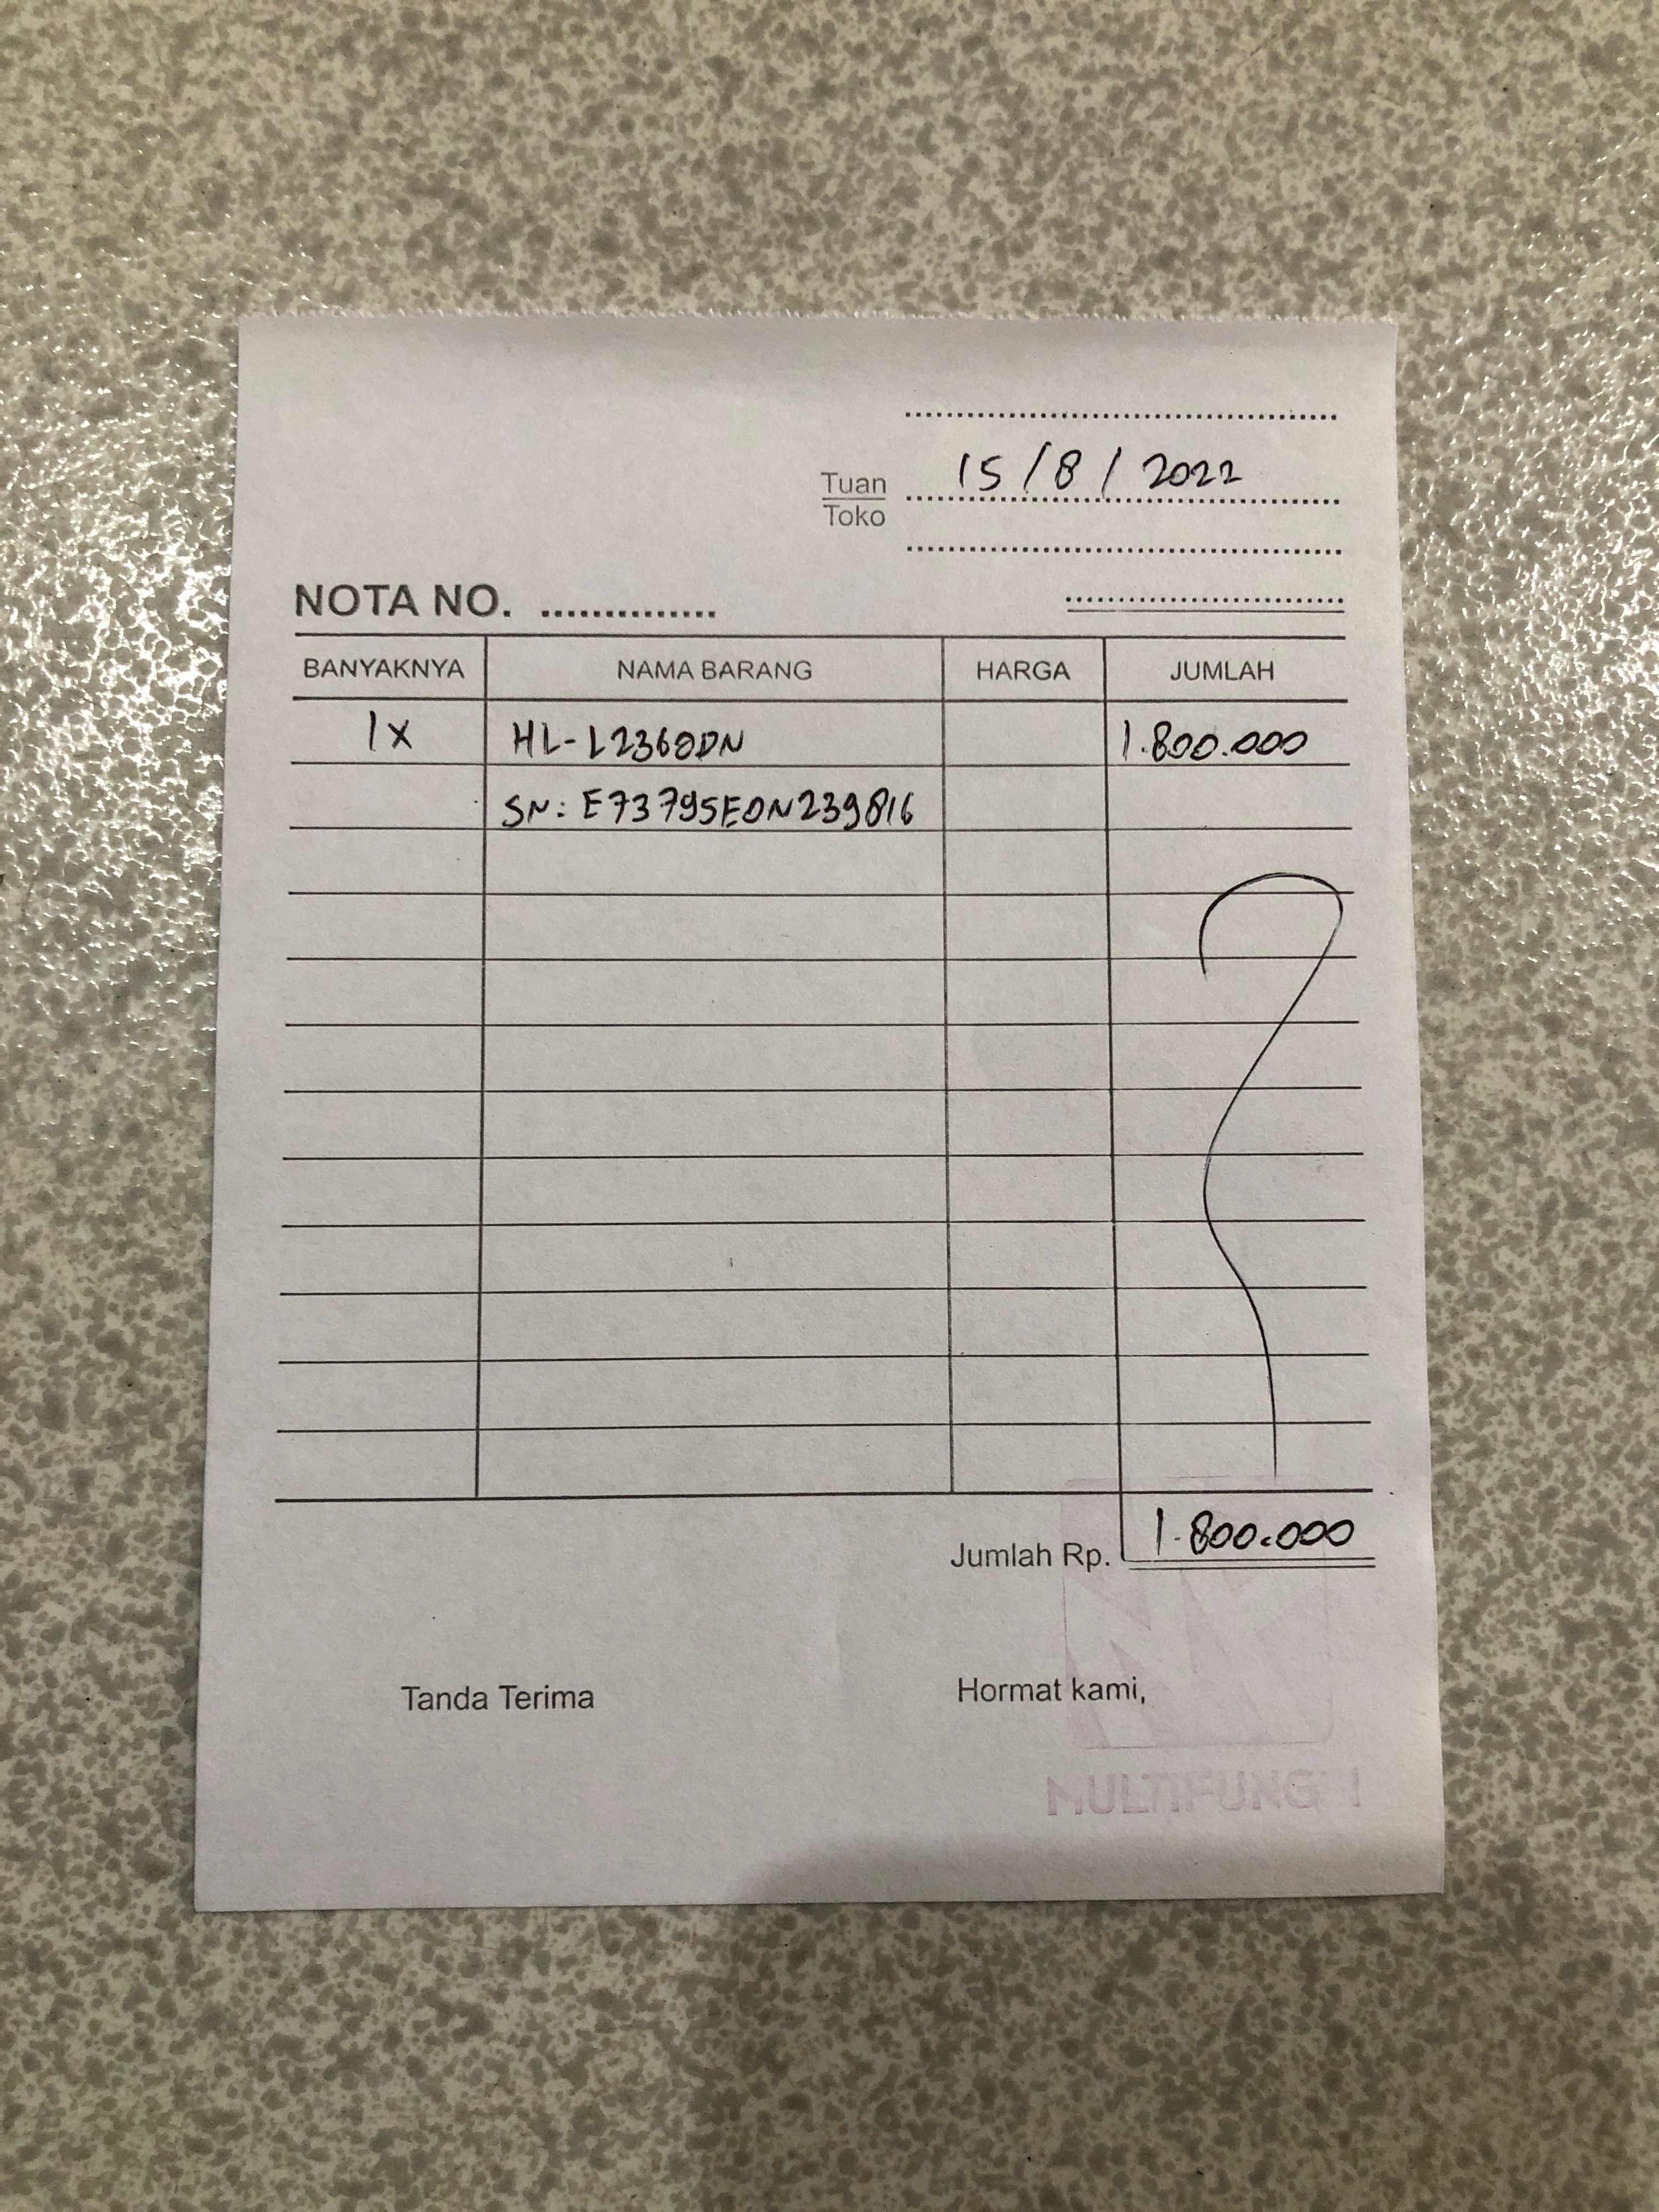 15/8/2022
Tuan
Toko
NOTA NO. ..............
BANYAKNYA NAMA BARANG HARGA JUMLAH
1x HL-L2360DN 1.800.000
SN: E73795E0N239816
Jumlah Rp. 1.800.000
Tanda Terima Hormat kami,